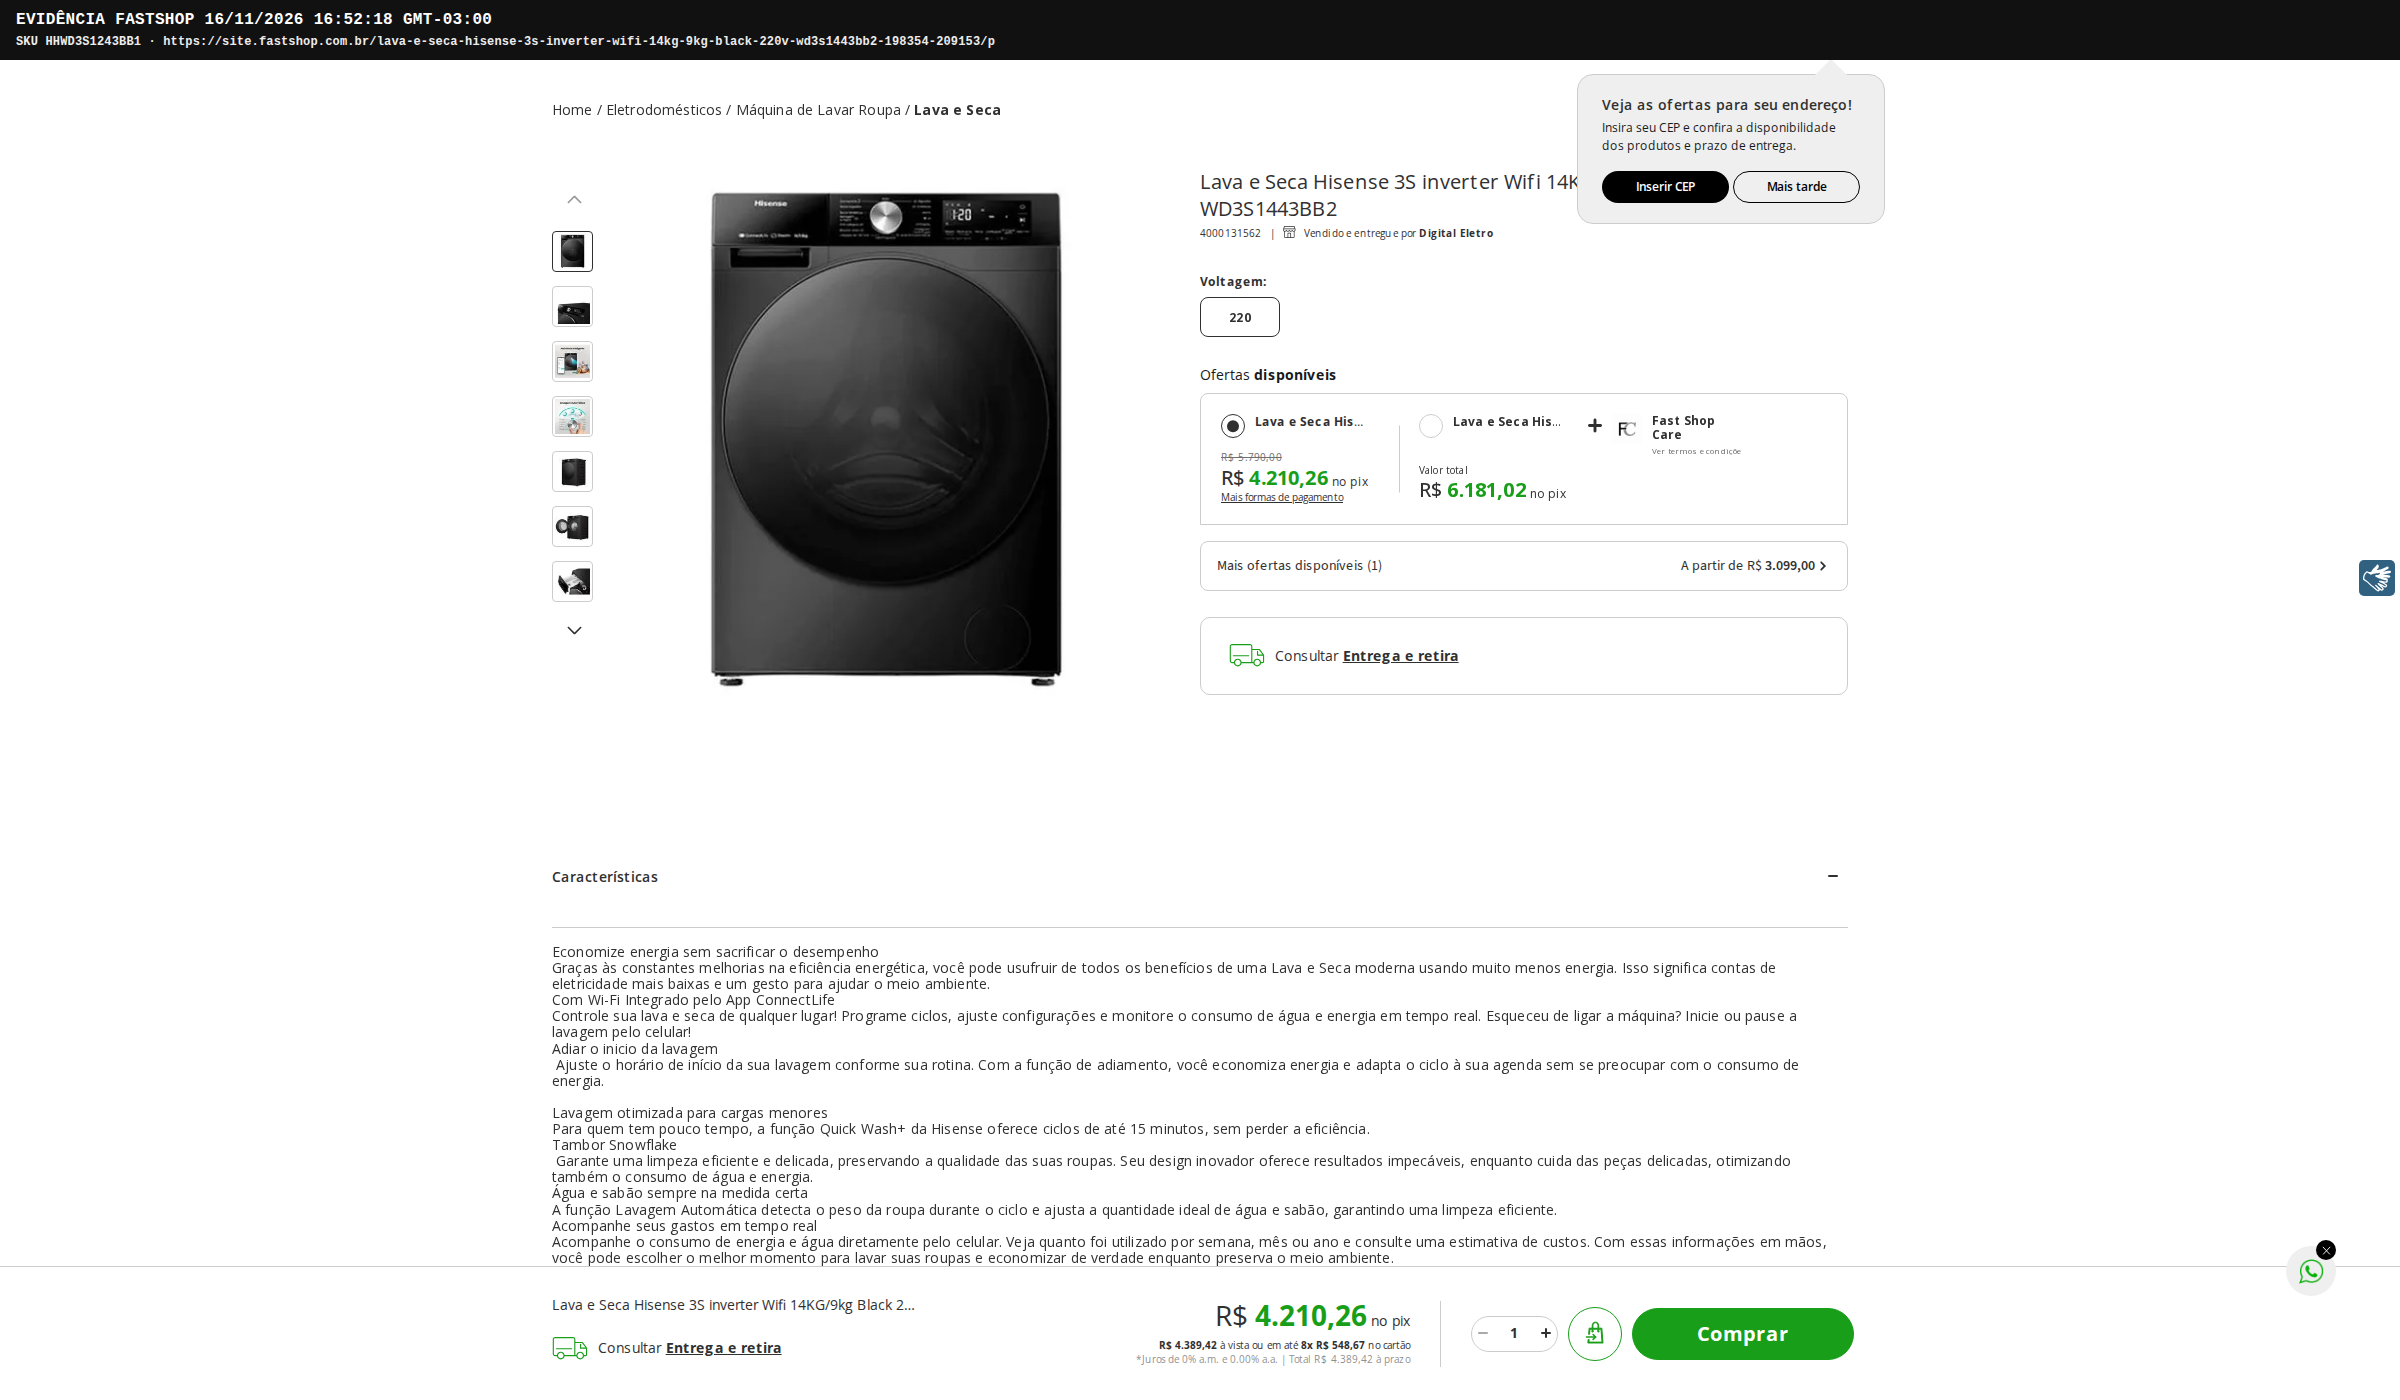 EVIDÊNCIA FASTSHOP 16/11/2026 16:52:18 GMT-03:00
SKU HHWD3S1243BB1 · https://site.fastshop.com.br/lava-e-seca-hisense-3s-inverter-wifi-14kg-9kg-black-220v-wd3s1443bb2-198354-209153/p
Veja as ofertas para seu endereço!
Insira seu CEP e confira a disponibilidade
dos produtos e prazo de entrega.
Inserir CEP
Mais tarde
Home / Eletrodomésticos / Máquina de Lavar Roupa / Lava e Seca
Hisense
1:20
Lava e Seca Hisense 3S inverter Wifi 14K
WD3S1443BB2
4000131562 | Vendido e entregue por Digital Eletro
Voltagem:
220
Ofertas disponíveis
Lava e Seca His...
R$ 5.790,00
R$ 4.210,26 no pix
Mais formas de pagamento
Lava e Seca His...
Valor total
R$ 6.181,02 no pix
+
FC
Fast Shop
Care
Ver termos e condiçõe
Mais ofertas disponíveis (1)
A partir de R$ 3.099,00
Consultar Entrega e retira
Características
Economize energia sem sacrificar o desempenho
Graças às constantes melhorias na eficiência energética, você pode usufruir de todos os benefícios de uma Lava e Seca moderna usando muito menos energia. Isso significa contas de
eletricidade mais baixas e um gesto para ajudar o meio ambiente.
Com Wi-Fi Integrado pelo App ConnectLife
Controle sua lava e seca de qualquer lugar! Programe ciclos, ajuste configurações e monitore o consumo de água e energia em tempo real. Esqueceu de ligar a máquina? Inicie ou pause a
lavagem pelo celular!
Adiar o inicio da lavagem
Ajuste o horário de início da sua lavagem conforme sua rotina. Com a função de adiamento, você economiza energia e adapta o ciclo à sua agenda sem se preocupar com o consumo de
energia.
Lavagem otimizada para cargas menores
Para quem tem pouco tempo, a função Quick Wash+ da Hisense oferece ciclos de até 15 minutos, sem perder a eficiência.
Tambor Snowflake
Garante uma limpeza eficiente e delicada, preservando a qualidade das suas roupas. Seu design inovador oferece resultados impecáveis, enquanto cuida das peças delicadas, otimizando
também o consumo de água e energia.
Água e sabão sempre na medida certa
A função Lavagem Automática detecta o peso da roupa durante o ciclo e ajusta a quantidade ideal de água e sabão, garantindo uma limpeza eficiente.
Acompanhe seus gastos em tempo real
Acompanhe o consumo de energia e água diretamente pelo celular. Veja quanto foi utilizado por semana, mês ou ano e consulte uma estimativa de custos. Com essas informações em mãos,
você pode escolher o melhor momento para lavar suas roupas e economizar de verdade enquanto preserva o meio ambiente.
Lava e Seca Hisense 3S inverter Wifi 14KG/9kg Black 2...
Consultar Entrega e retira
R$ 4.210,26 no pix
R$ 4.389,42 à vista ou em até 8x R$ 548,67 no cartão
*Juros de 0% a.m. e 0.00% a.a. | Total R$ 4.389,42 à prazo
1
Comprar